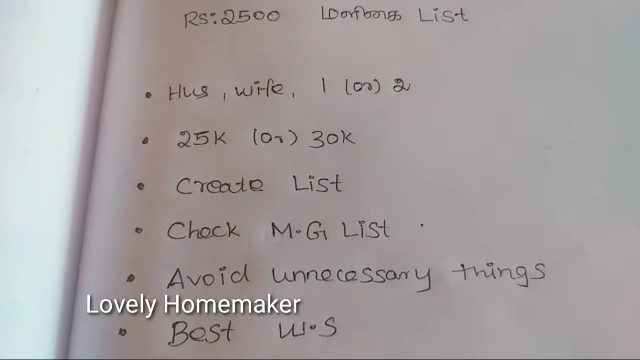 Rs: 2500 மளிகை List
• Hus, wife, 1 (or) 2
• 25K (or) 30K
• Create List
• Check M.G List .
• Avoid unnecessary things
Lovely Homemaker
• Best W.S